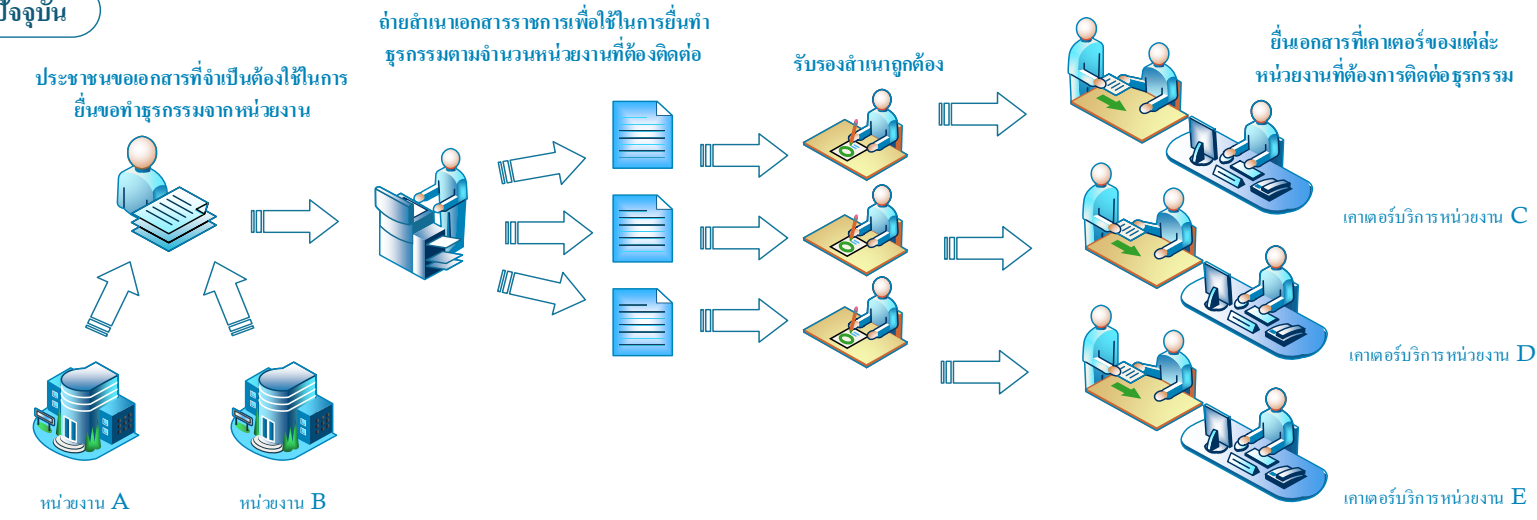 ปัจจุบัน
ประชาชนขอเอกสารที่จำเป็นต้องใช้ในการ
ยื่นขอทำธุรกรรมจากหน่วยงาน
ถ่ายสำเนาเอกสารราชการเพื่อใช้ในการยื่นทำ
ธุรกรรมตามจำนวนหน่วยงานที่ต้องติดต่อ
รับรองสำเนาถูกต้อง
ยื่นเอกสารที่เคาเตอร์ของแต่ล่ะ
หน่วยงานที่ต้องการติดต่อธุรกรรม
เคาเตอร์บริการหน่วยงาน C
เคาเตอร์บริการหน่วยงาน D
เคาเตอร์บริการหน่วยงาน E
หน่วยงาน A
หน่วยงาน B